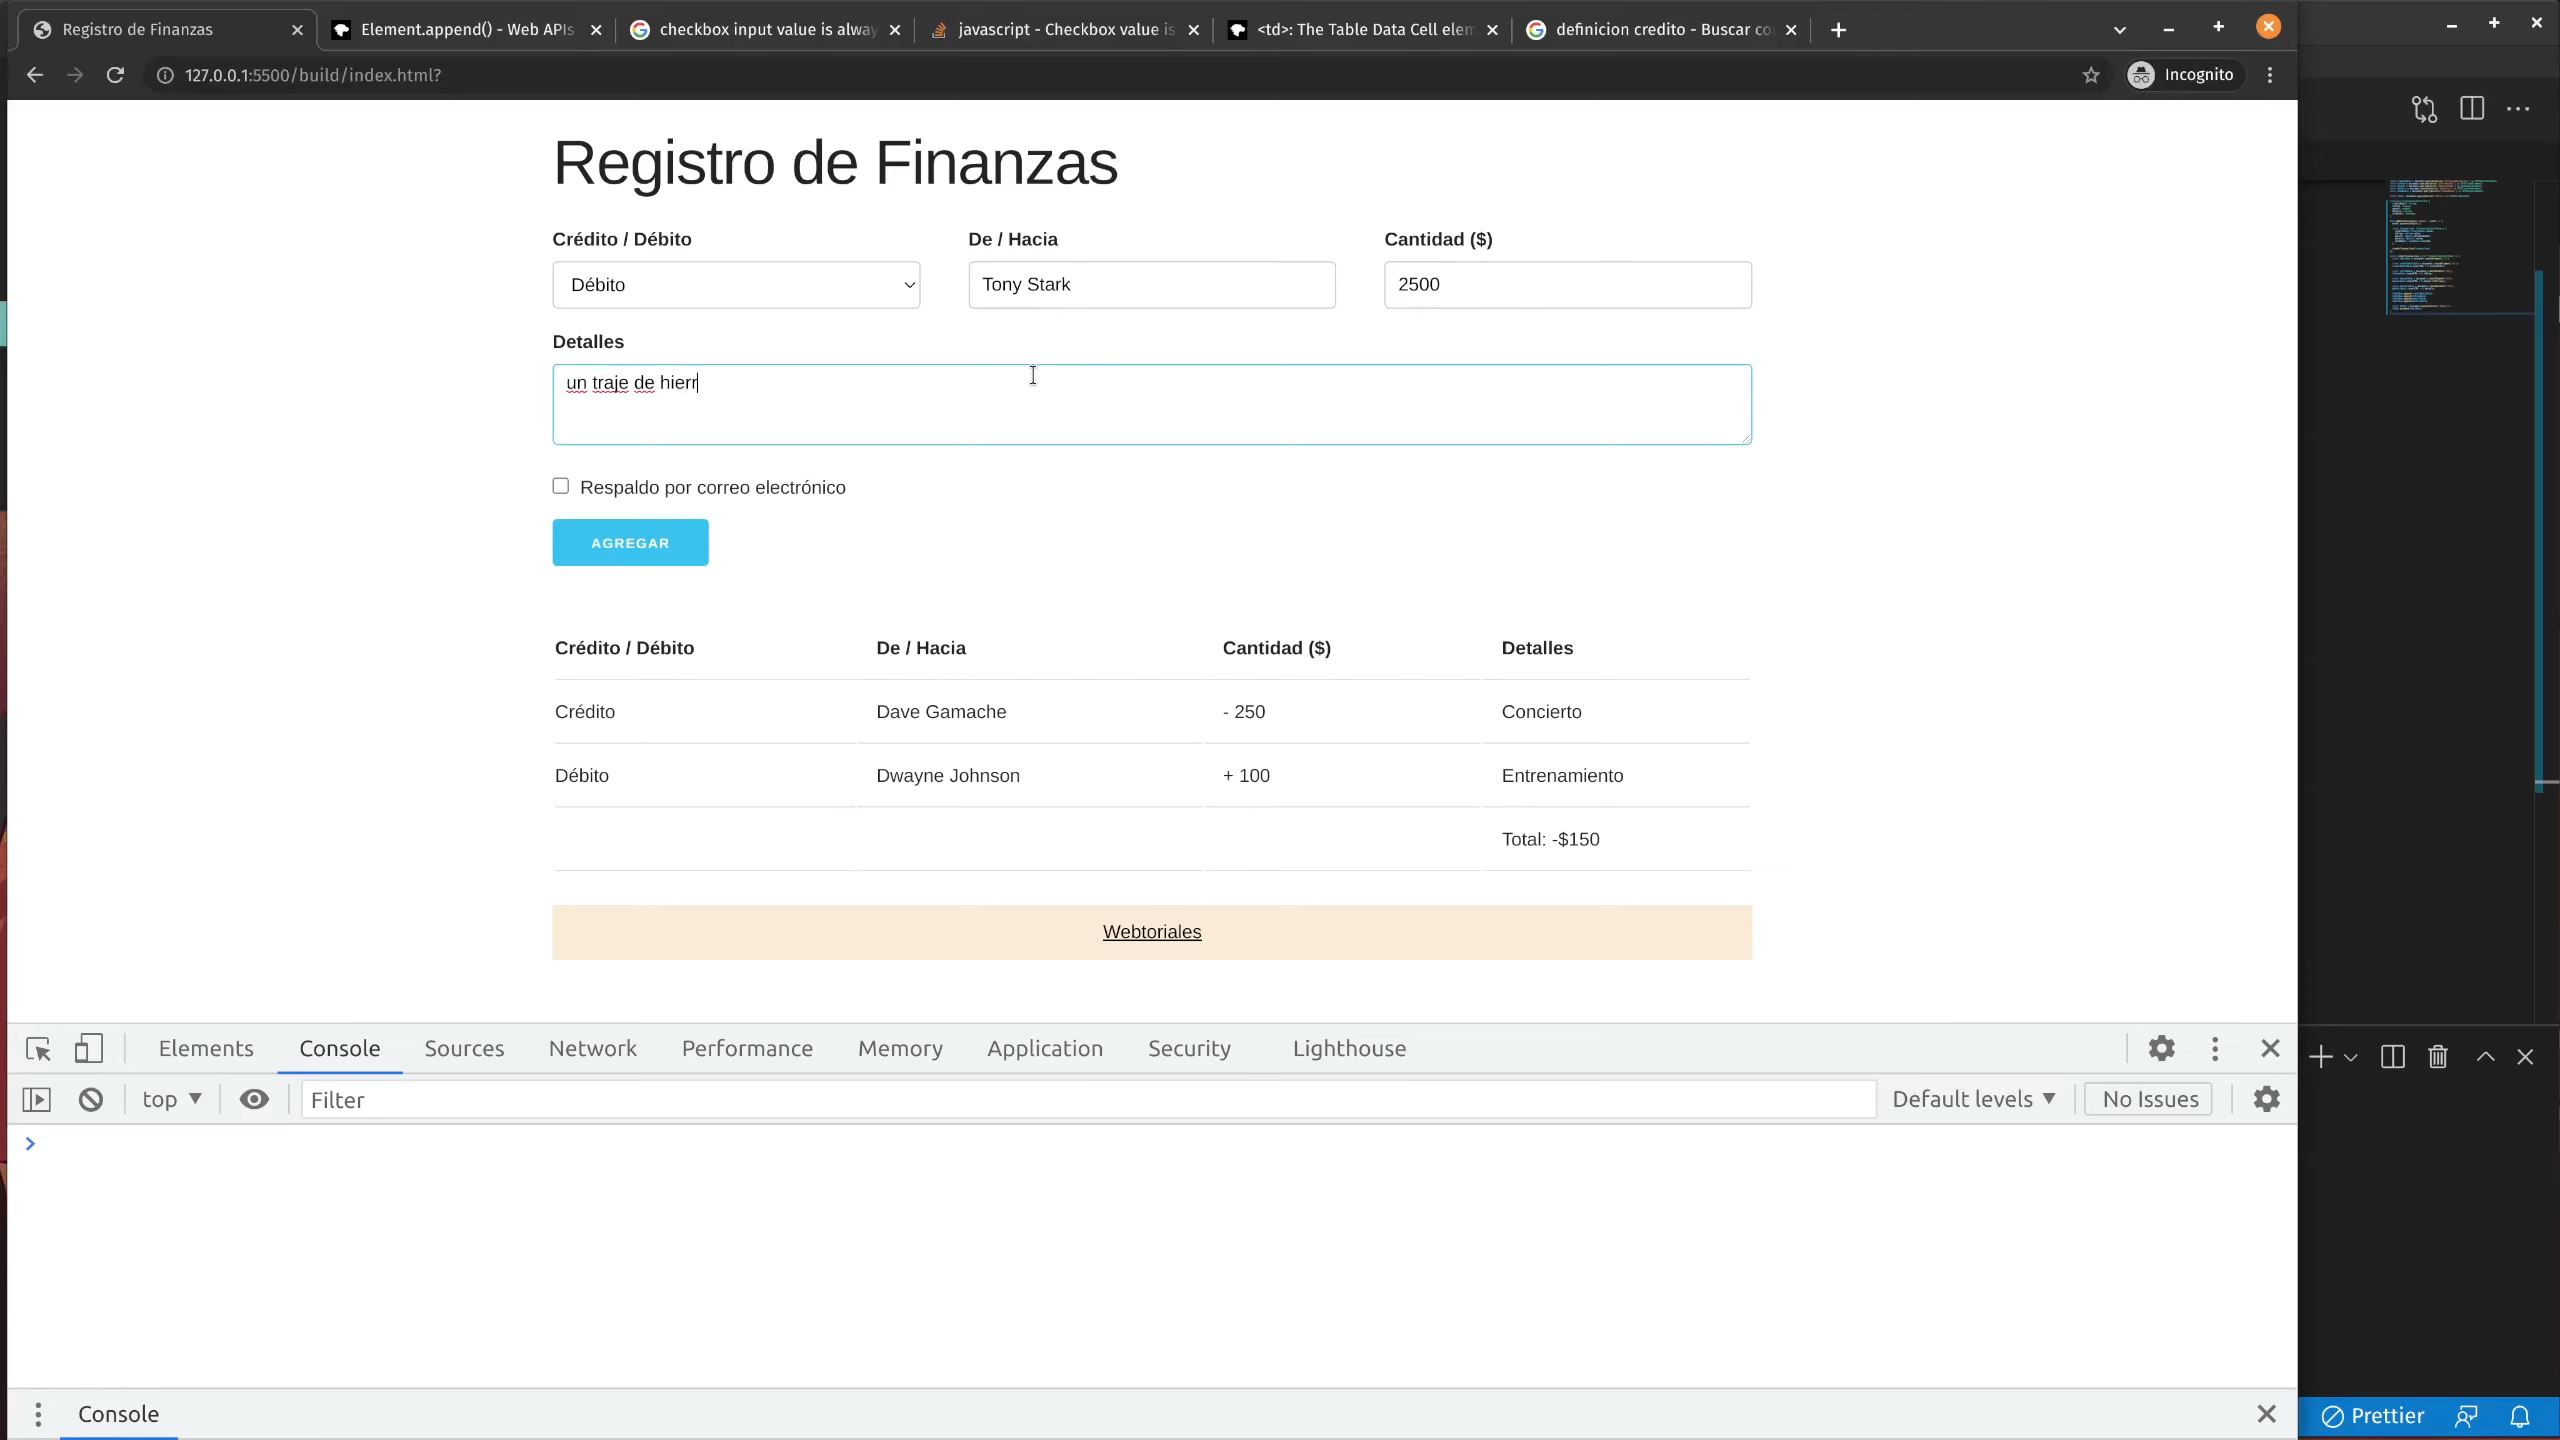 Registro de Finanzas
Element.append() - Web APIs
checkbox input value is alway
javascript - Checkbox value is
<td>: The Table Data Cell elem
definicion credito - Buscar co
127.0.0.1:5500/build/index.html?
Incognito
Registro de Finanzas
Crédito / Débito
De / Hacia
Cantidad ($)
Débito
Tony Stark
2500
Detalles
un traje de hierr
Respaldo por correo electrónico
AGREGAR
Crédito / Débito De / Hacia Cantidad ($) Detalles
Crédito Dave Gamache - 250 Concierto
Débito Dwayne Johnson + 100 Entrenamiento
Total: -$150
Webtoriales
Elements Console Sources Network Performance Memory Application Security Lighthouse
top
Filter
Default levels
No Issues
Console
Prettier